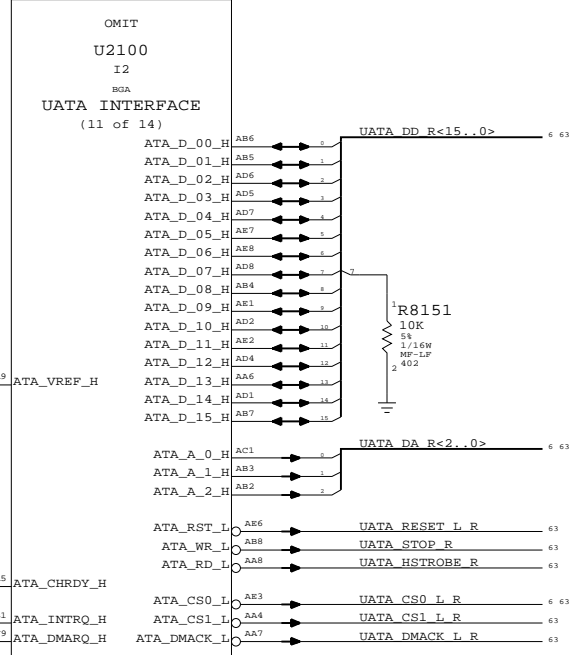 OMIT
U2100
I2
BGA
UATA INTERFACE
(11 of 14)
UATA_DD_R<15..0> 6 63
ATA_D_00_H AB6 0
ATA_D_01_H AB5 1
ATA_D_02_H AD6 2
ATA_D_03_H AD5 3
ATA_D_04_H AD7 4
ATA_D_05_H AE7 5
ATA_D_06_H AE8 6
ATA_D_07_H AD8 7 7
ATA_D_08_H AB4 8
ATA_D_09_H AE1 9
ATA_D_10_H AD2 10
ATA_D_11_H AE2 11
ATA_D_12_H AD4 12
ATA_VREF_H ATA_D_13_H AA6 13
ATA_D_14_H AD1 14
ATA_D_15_H AB7 15
1 R8151
10K
5%
1/16W
MF-LF
2 402
UATA_DA_R<2..0> 6 63
ATA_A_0_H AC1 0
ATA_A_1_H AB3 1
ATA_A_2_H AB2 2
ATA_RST_L AE6 UATA_RESET_L_R 63
ATA_WR_L AB8 UATA_STOP_R 63
ATA_RD_L AA8 UATA_HSTROBE_R 63
ATA_CHRDY_H
ATA_CS0_L AE3 UATA_CS0_L_R 6 63
ATA_INTRQ_H ATA_CS1_L AA4 UATA_CS1_L_R 63
ATA_DMARQ_H ATA_DMACK_L AA7 UATA_DMACK_L_R 63